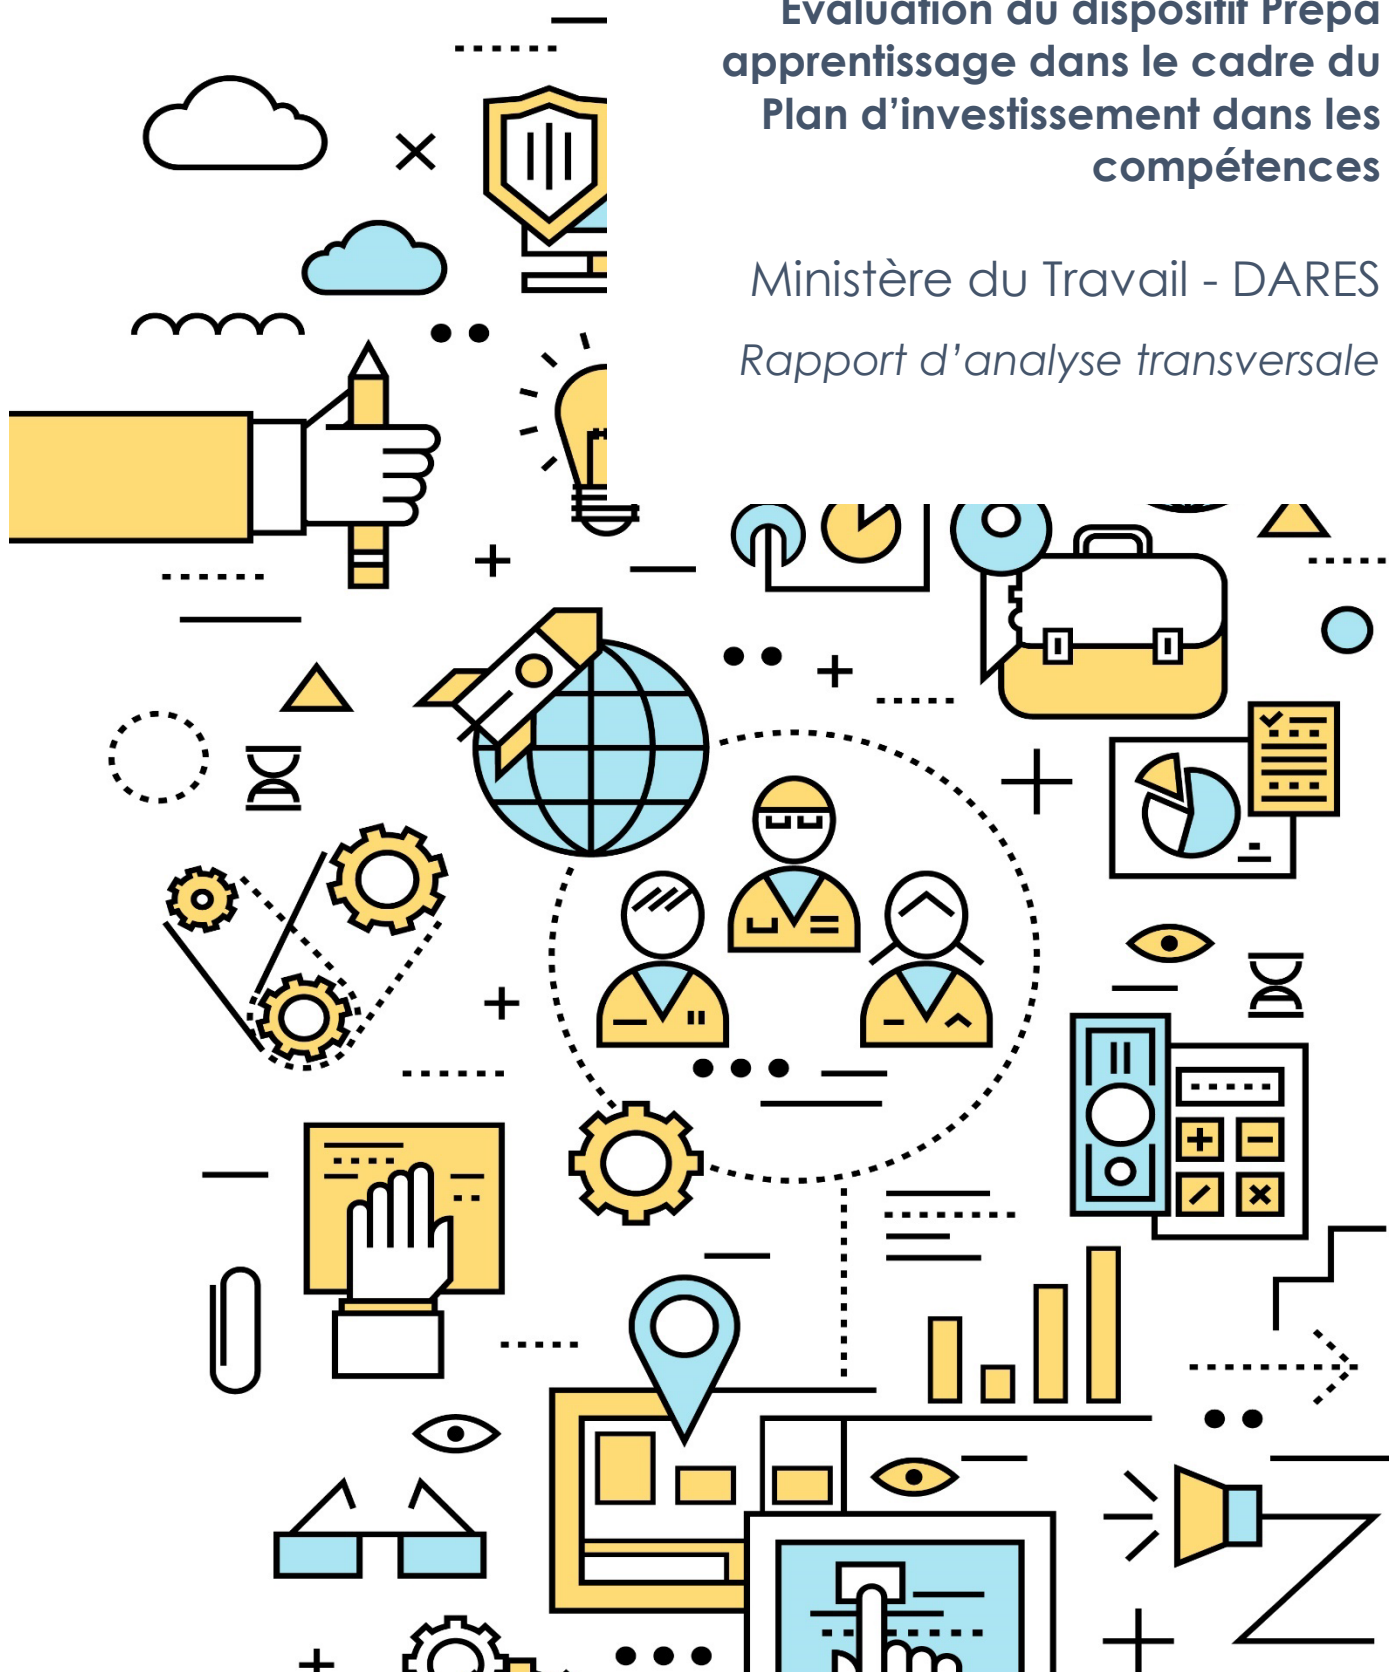 Évaluation du dispositif Prépa
apprentissage dans le cadre du
Plan d'investissement dans les
compétences
Ministère du Travail - DARES
Rapport d'analyse transversale